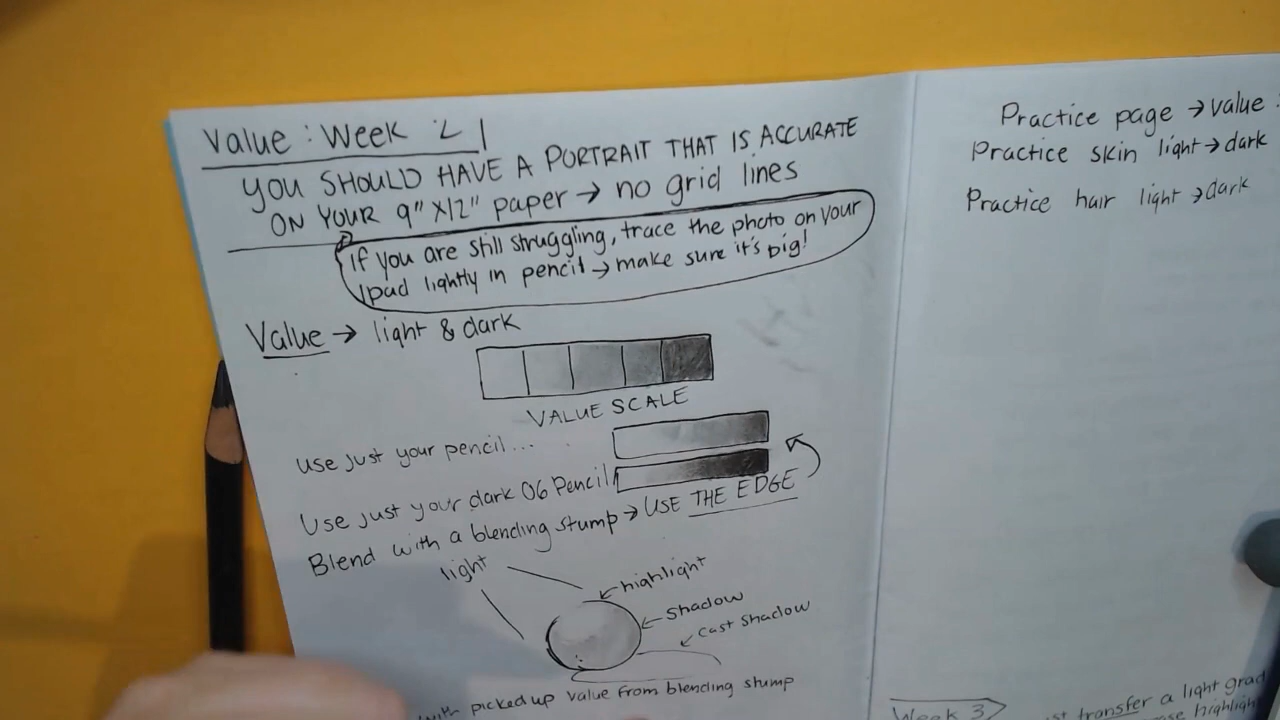 Value : Week
YOU SHOULD HAVE A PORTRAIT THAT IS ACCURATE
ON YOUR 9" X12" paper → no grid lines
If you are still struggling, trace the photo on your
ipad lightly in pencil → make sure it's big!
Value → light & dark
VALUE SCALE
Use just your pencil...
Use just your dark 06 Pencil
Blend with a blending stump → USE THE EDGE
light
highlight
shadow
cast shadow
with picked up value from blending stump
Practice page → value
Practice skin light → dark
Practice hair light → dark
Week 3
transfer a light grad
highligh